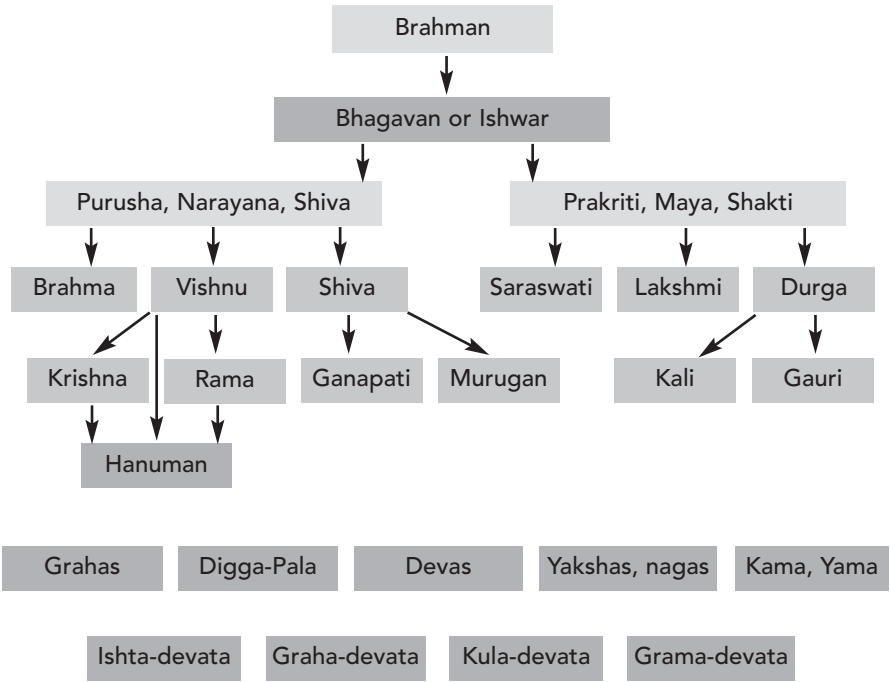 Brahman
Bhagavan or Ishwar
Purusha, Narayana, Shiva
Prakriti, Maya, Shakti
Brahma
Vishnu
Shiva
Saraswati
Lakshmi
Durga
Krishna
Rama
Ganapati
Murugan
Kali
Gauri
Hanuman
Grahas
Digga-Pala
Devas
Yakshas, nagas
Kama, Yama
Ishta-devata
Graha-devata
Kula-devata
Grama-devata